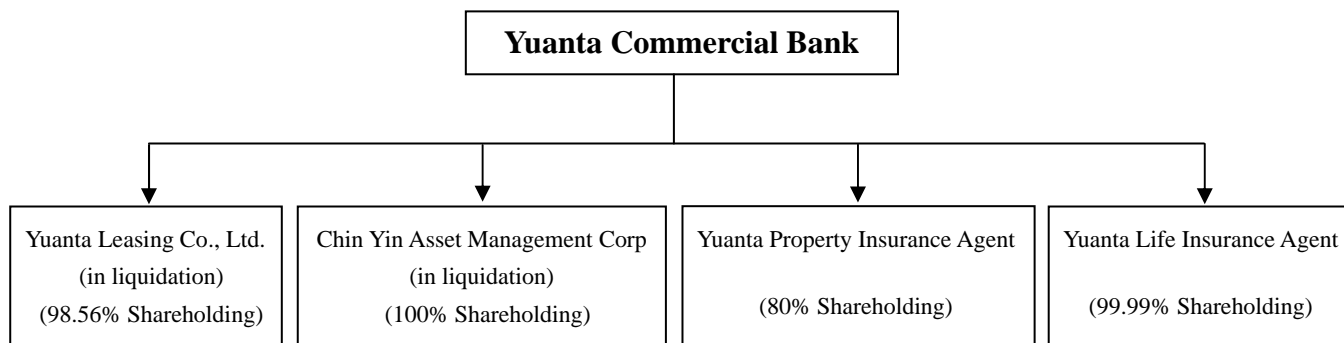 Yuanta Commercial Bank
Yuanta Leasing Co., Ltd.
(in liquidation)
(98.56% Shareholding)
Chin Yin Asset Management Corp
(in liquidation)
(100% Shareholding)
Yuanta Property Insurance Agent
(80% Shareholding)
Yuanta Life Insurance Agent
(99.99% Shareholding)